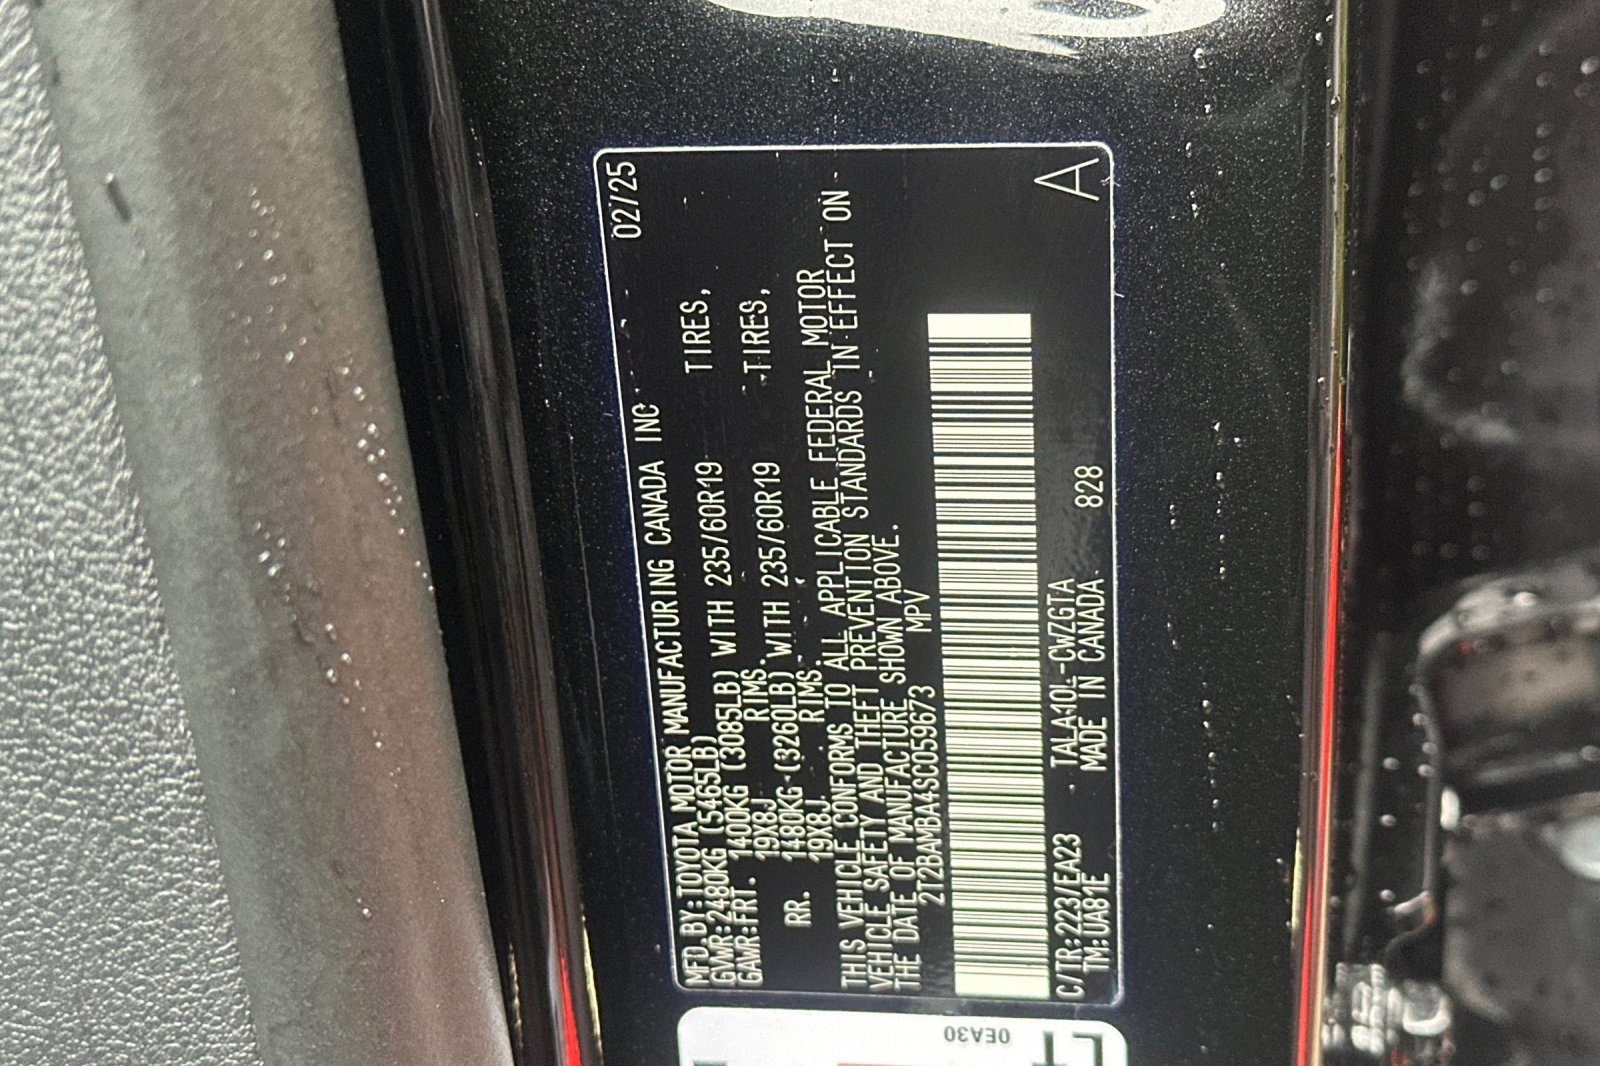 02/25
MFD.BY:TOYOTA MOTOR MANUFACTURING CANADA INC
GVWR:2480KG (5465LB)
GAWR:FRT. 1400KG (3085LB) WITH 235/60R19 TIRES,
19X8J RIMS.
RR. 1480KG (3260LB) WITH 235/60R19 TIRES,
19X8J. RIMS.
THIS VEHICLE CONFORMS TO ALL APPLICABLE FEDERAL MOTOR
VEHICLE SAFETY AND THEFT PREVENTION STANDARDS IN EFFECT ON
THE DATE OF MANUFACTURE SHOWN ABOVE.
2T2BAMBA4SC059673 MPV
C/TR:223/EA23 TALA10L-CWZGTA
TM:UA81E MADE IN CANADA 828
A
0EA30